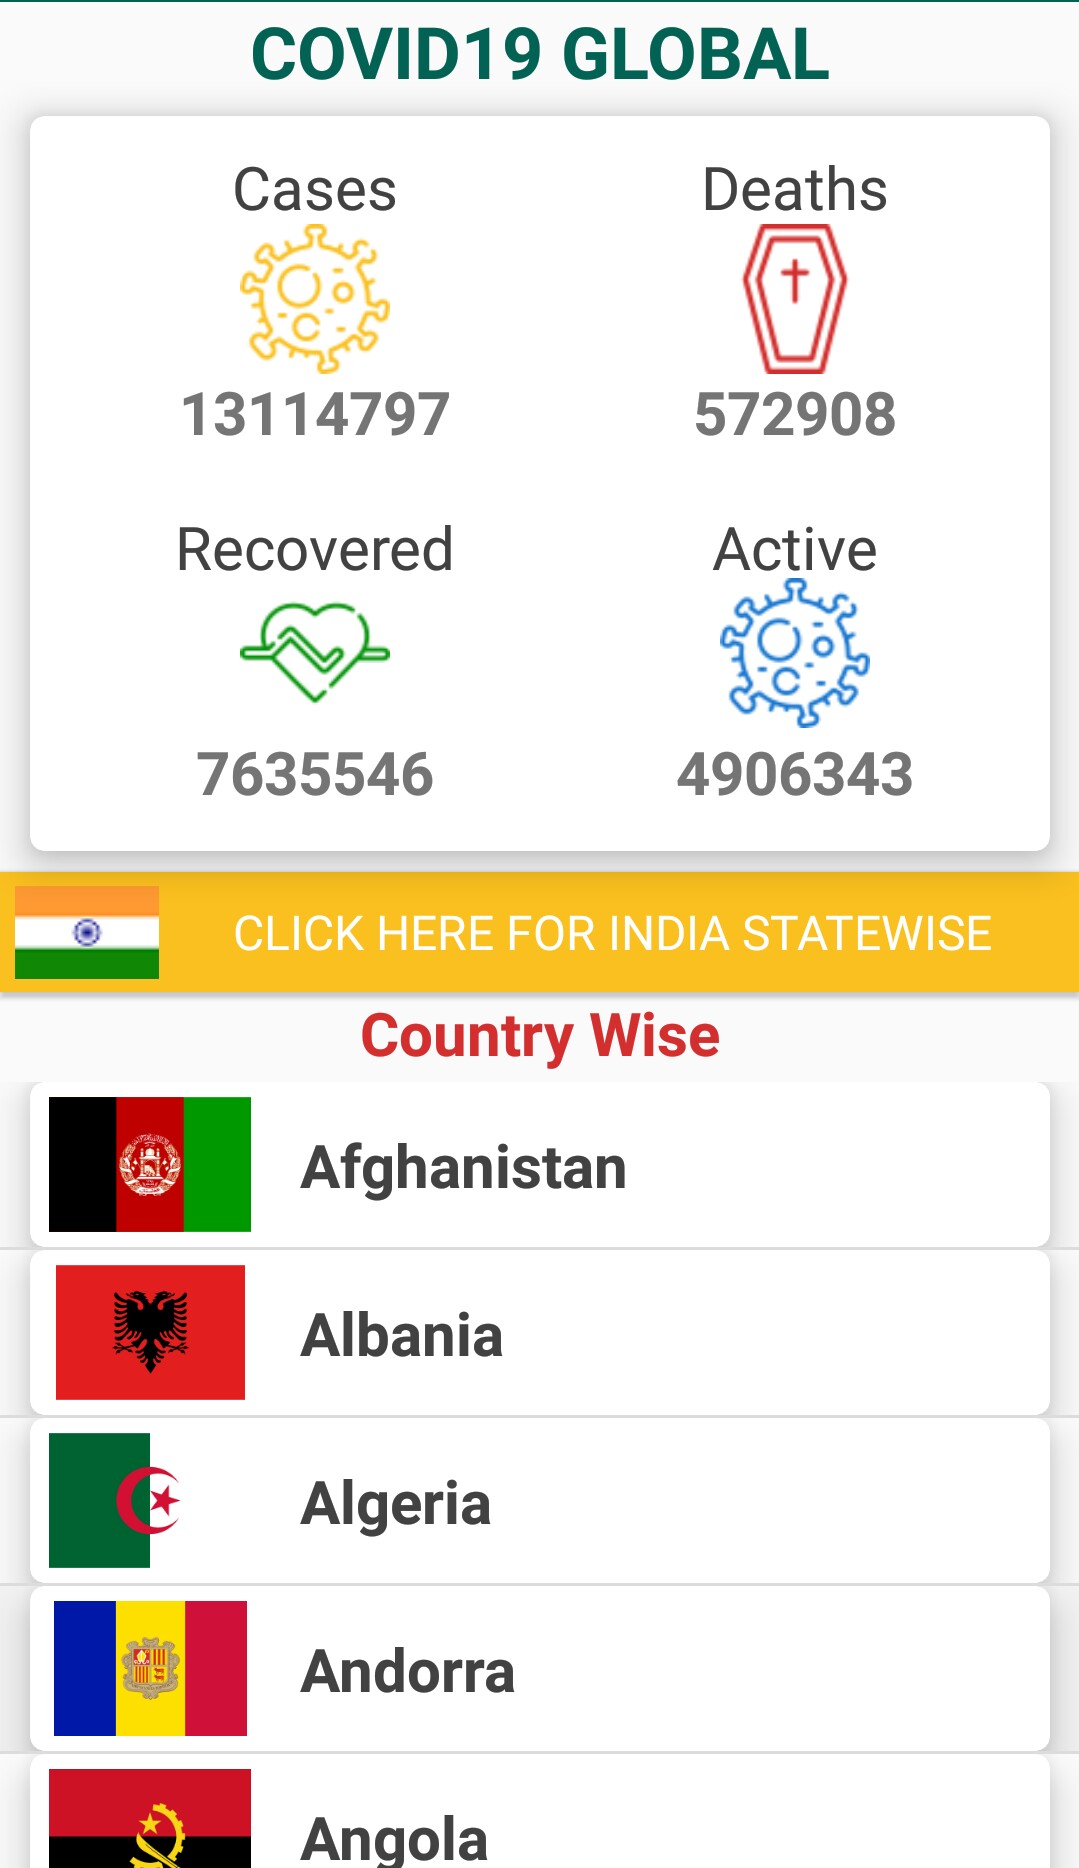 COVID19 GLOBAL
Cases
Deaths
13114797
572908
Recovered
Active
7635546
4906343
CLICK HERE FOR INDIA STATEWISE
Country Wise
Afghanistan
Albania
Algeria
Andorra
Angola